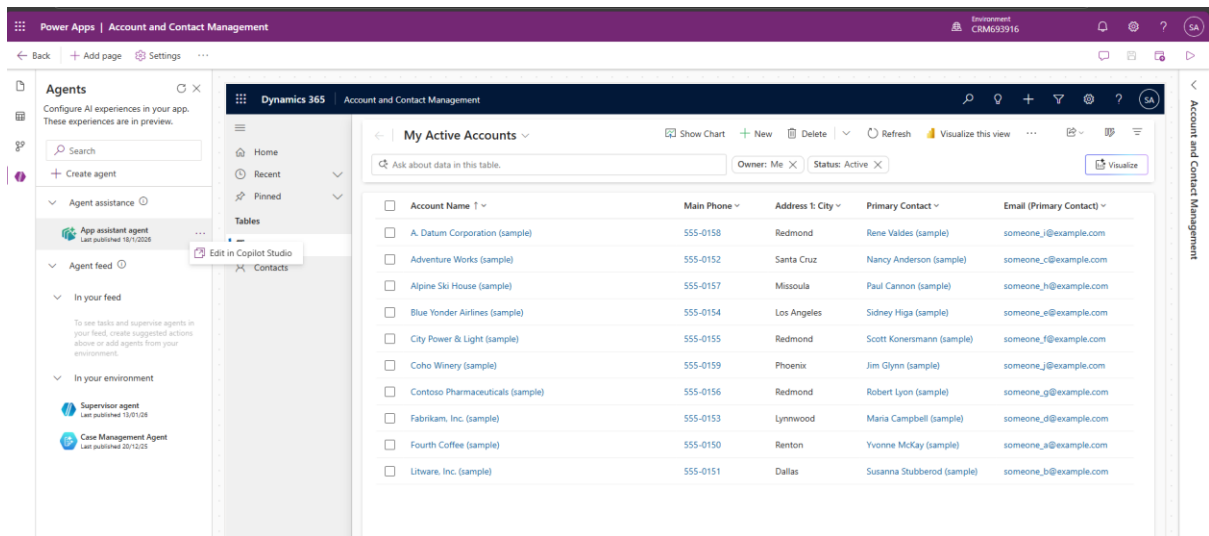 Power Apps | Account and Contact Management
Environment
CRM693916
SA
Back
Add page
Settings
Agents
Configure AI experiences in your app.
These experiences are in preview.
Search
Create agent
Agent assistance
App assistant agent
Last published 18/1/2026
Edit in Copilot Studio
Agent feed
In your feed
To see tasks and supervise agents in
your feed, create suggested actions
above or add agents from your
environment.
In your environment
Supervisor agent
Last published 13/01/26
Case Management Agent
Last published 20/12/25
Dynamics 365 Account and Contact Management
SA
Home
Recent
Pinned
Tables
Contacts
My Active Accounts
Show Chart
New
Delete
Refresh
Visualize this view
Ask about data in this table.
Owner: Me
Status: Active
Visualize
Account Name Main Phone Address 1: City Primary Contact Email (Primary Contact)
A. Datum Corporation (sample) 555-0158 Redmond Rene Valdes (sample) someone_i@example.com
Adventure Works (sample) 555-0152 Santa Cruz Nancy Anderson (sample) someone_c@example.com
Alpine Ski House (sample) 555-0157 Missoula Paul Cannon (sample) someone_h@example.com
Blue Yonder Airlines (sample) 555-0154 Los Angeles Sidney Higa (sample) someone_e@example.com
City Power & Light (sample) 555-0155 Redmond Scott Konersmann (sample) someone_f@example.com
Coho Winery (sample) 555-0159 Phoenix Jim Glynn (sample) someone_j@example.com
Contoso Pharmaceuticals (sample) 555-0156 Redmond Robert Lyon (sample) someone_g@example.com
Fabrikam, Inc. (sample) 555-0153 Lynnwood Maria Campbell (sample) someone_d@example.com
Fourth Coffee (sample) 555-0150 Renton Yvonne McKay (sample) someone_a@example.com
Litware, Inc. (sample) 555-0151 Dallas Susanna Stubberod (sample) someone_b@example.com
Account and Contact Management